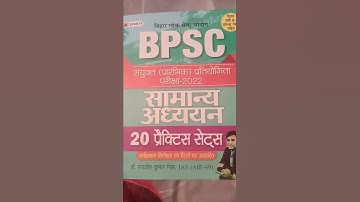 बिहार लोक सेवा आयोग
BPSC
संयुक्त (प्रारंभिक) प्रतियोगिता
परीक्षा-2022
सामान्य
अध्ययन
20 प्रैक्टिस सेट्स